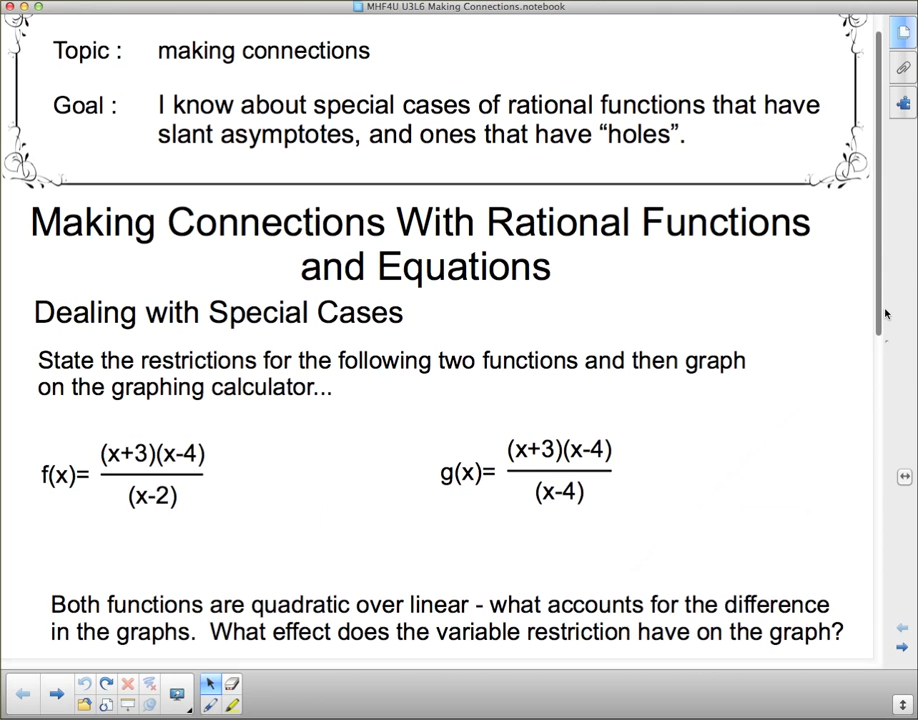 MHF4U U3L6 Making Connections.notebook
Topic : making connections
Goal : I know about special cases of rational functions that have
slant asymptotes, and ones that have “holes”.
Making Connections With Rational Functions
and Equations
Dealing with Special Cases
State the restrictions for the following two functions and then graph
on the graphing calculator...
(x+3)(x-4)
f(x)=
(x-2)
(x+3)(x-4)
g(x)=
(x-4)
Both functions are quadratic over linear - what accounts for the difference
in the graphs. What effect does the variable restriction have on the graph?